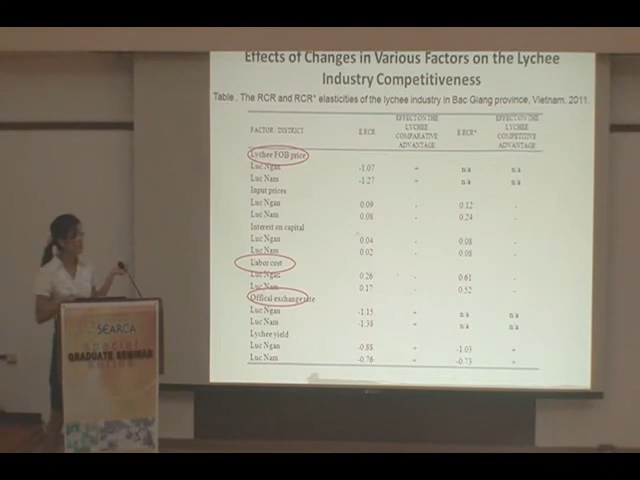 Effects of Changes in Various Factors on the Lychee
Industry Competitiveness
Table.. The RCR and RCR* elasticities of the lychee industry in Bac Giang province, Vietnam, 2011.
FACTOR / DISTRICT E RCR EFFECT ON THE LYCHEE COMPARATIVE ADVANTAGE E RCR* EFFECT ON THE LYCHEE COMPETITIVE ADVANTAGE
Lychee FOB price
Luc Ngan -1.07 + n/a n/a
Luc Nam -1.27 + n/a n/a
Input prices
Luc Ngan 0.09 - 0.12 -
Luc Nam 0.08 - 0.24 -
Interest on capital
Luc Ngan 0.04 - 0.08 -
Luc Nam 0.02 - 0.08 -
Labor cost
Luc Ngan 0.26 - 0.61 -
Luc Nam 0.17 - 0.52 -
Offical exchange rate
Luc Ngan -1.15 + n/a n/a
Luc Nam -1.38 + n/a n/a
Lychee yield
Luc Ngan -0.88 + -1.03 +
Luc Nam -0.76 + -0.73 +
SEARCA
special
GRADUATE SEMINAR
series